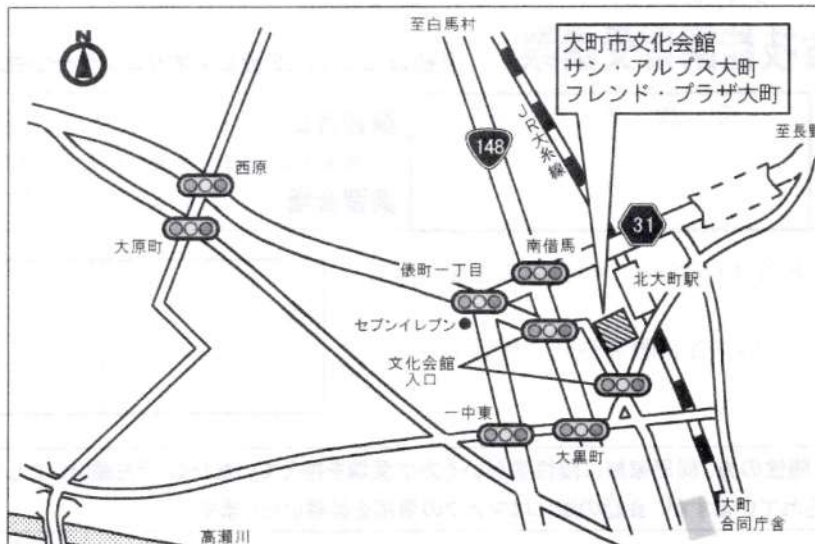 N
至白馬村
大町市文化会館
サン・アルプス大町
フレンド・プラザ大町
JR大糸線
148
至長野
西原
31
大原町
南借馬
俵町一丁目
北大町駅
セブンイレブン
文化会館
入口
一中東
大黒町
大町
合同庁舎
高瀬川